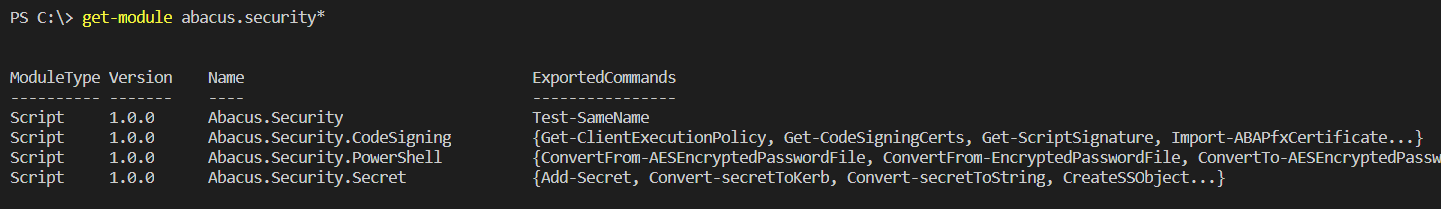 PS C:\> get-module abacus.security*
ModuleType Version    Name                                ExportedCommands
---------- -------    ----                                ----------------
Script     1.0.0      Abacus.Security                     Test-SameName
Script     1.0.0      Abacus.Security.CodeSigning         {Get-ClientExecutionPolicy, Get-CodeSigningCerts, Get-ScriptSignature, Import-ABAPfxCertificate...}
Script     1.0.0      Abacus.Security.PowerShell          {ConvertFrom-AESEncryptedPasswordFile, ConvertFrom-EncryptedPasswordFile, ConvertTo-AESEncryptedPassw
Script     1.0.0      Abacus.Security.Secret              {Add-Secret, Convert-secretToKerb, Convert-secretToString, CreateSSObject...}